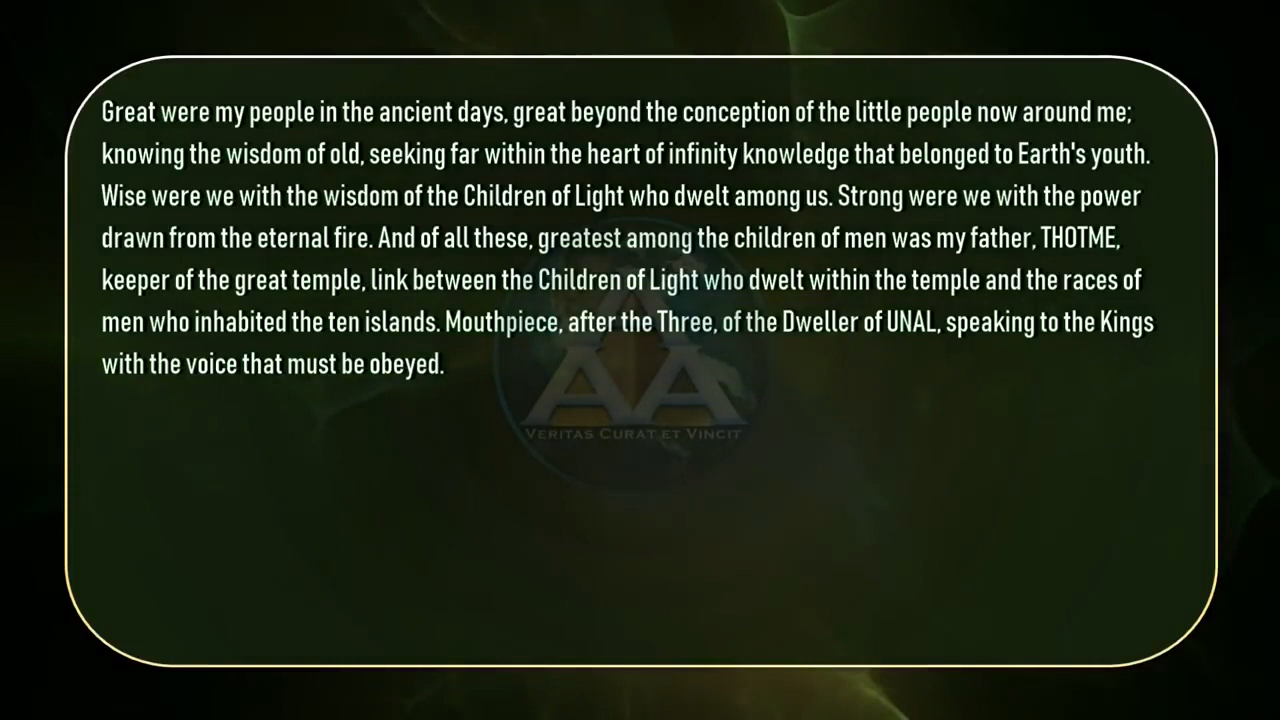 Great were my people in the ancient days, great beyond the conception of the little people now around me;
knowing the wisdom of old, seeking far within the heart of infinity knowledge that belonged to Earth's youth.
Wise were we with the wisdom of the Children of Light who dwelt among us. Strong were we with the power
drawn from the eternal fire. And of all these, greatest among the children of men was my father, THOTME,
keeper of the great temple, link between the Children of Light who dwelt within the temple and the races of
men who inhabited the ten islands. Mouthpiece, after the Three, of the Dweller of UNAL, speaking to the Kings
with the voice that must be obeyed.
AAA
VERITAS CURAT ET VINCIT